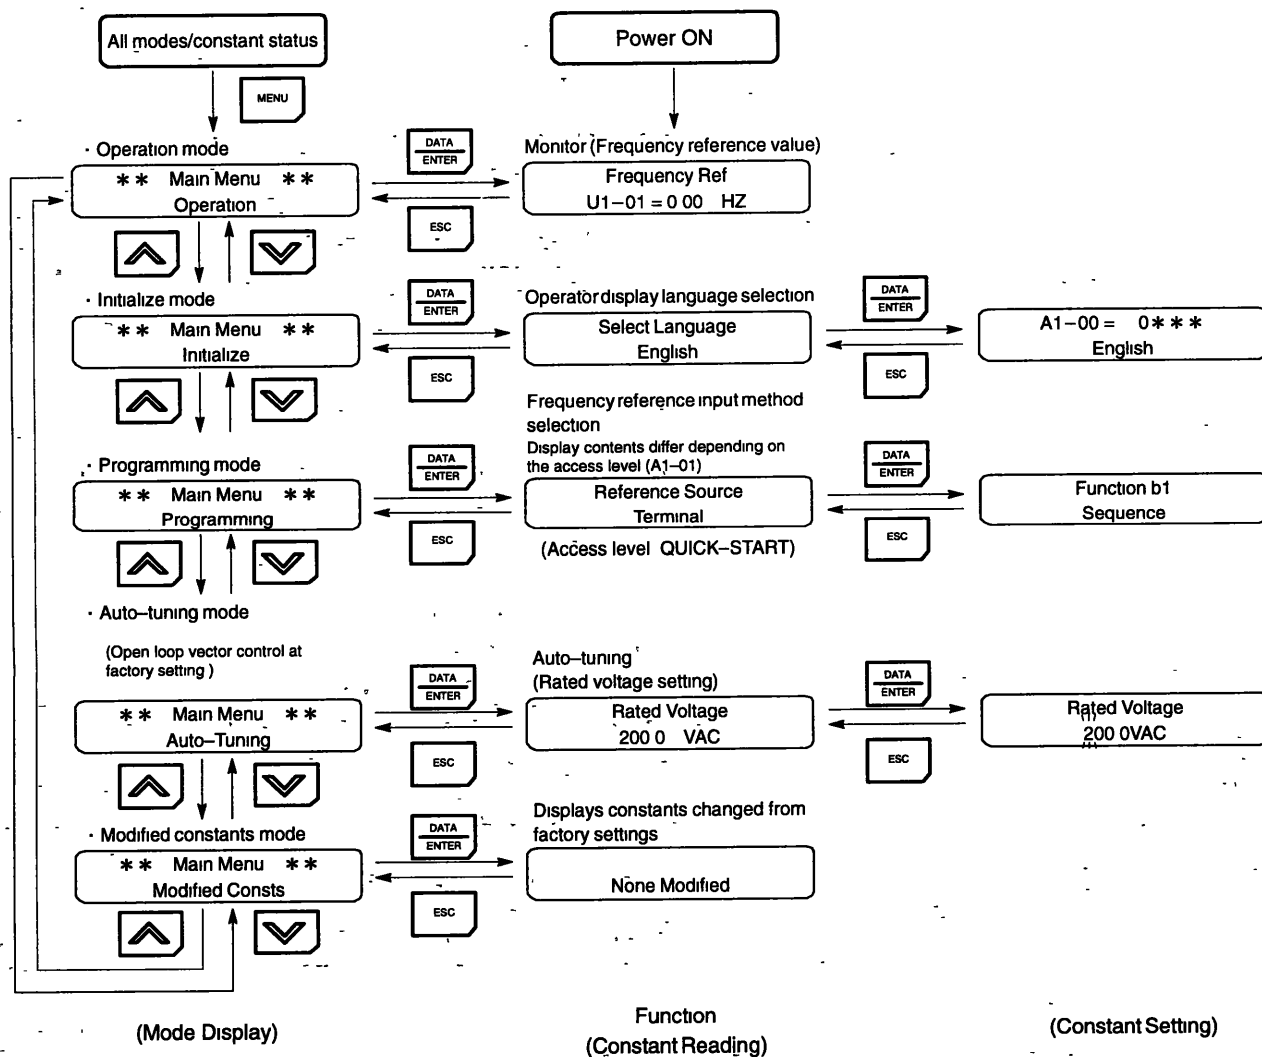 All modes/constant status
Power ON
MENU
· Operation mode
** Main Menu **
Operation
DATA
ENTER
ESC
Monitor (Frequency reference value)
Frequency Ref
U1–01 = 0 00 HZ
· Initialize mode
** Main Menu **
Initialize
DATA
ENTER
ESC
Operator display language selection
Select Language
English
DATA
ENTER
ESC
A1–00 = 0***
English
· Programming mode
** Main Menu **
Programming
DATA
ENTER
ESC
Frequency reference input method
selection
Display contents differ depending on
the access level (A1–01)
Reference Source
Terminal
(Access level QUICK–START)
DATA
ENTER
ESC
Function b1
Sequence
· Auto–tuning mode
(Open loop vector control at
factory setting )
** Main Menu **
Auto–Tuning
DATA
ENTER
ESC
Auto–tuning
(Rated voltage setting)
Rated Voltage
200 0 VAC
DATA
ENTER
ESC
Rated Voltage
200 0VAC
· Modified constants mode
** Main Menu **
Modified Consts
DATA
ENTER
ESC
Displays constants changed from
factory settings
None Modified
(Mode Display)
Function
(Constant Reading)
(Constant Setting)